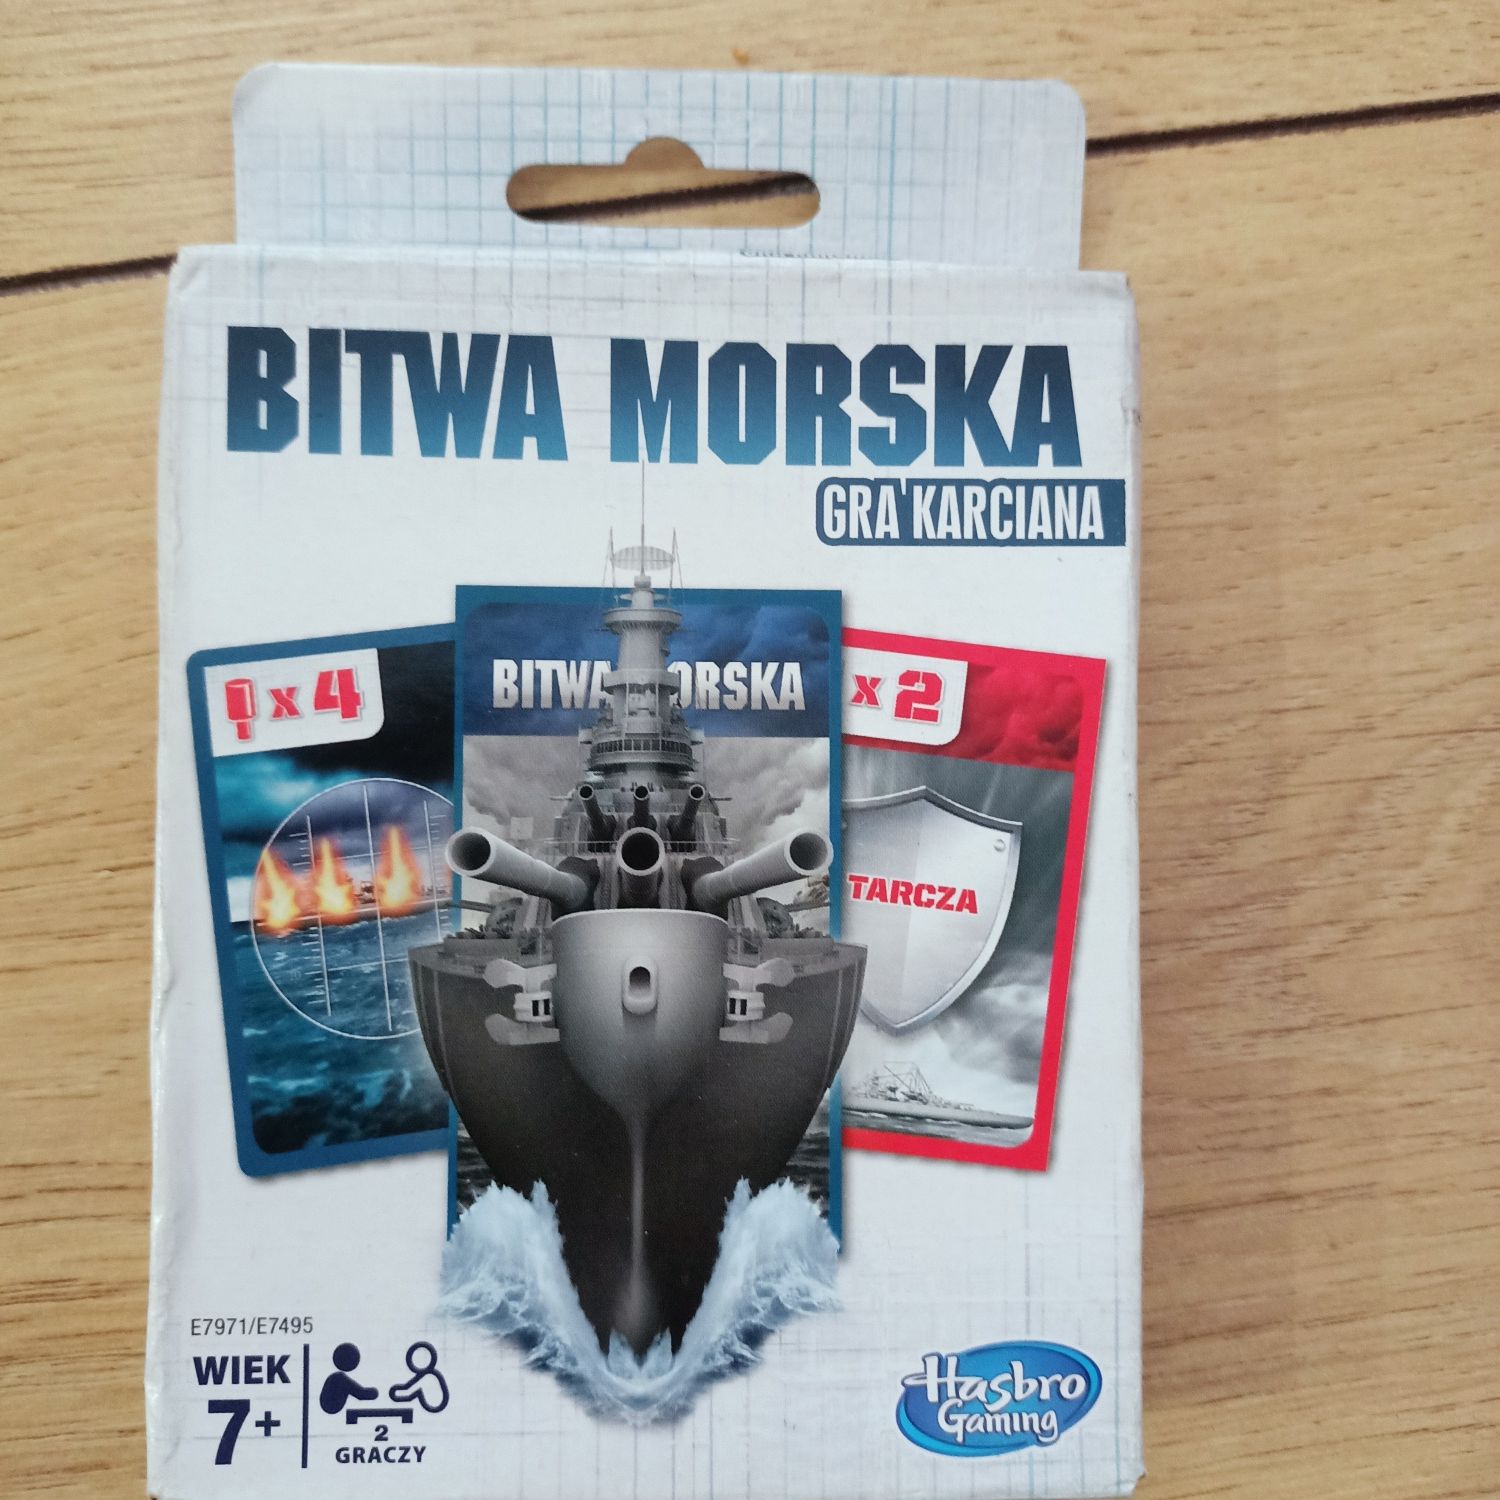 BITWA MORSKA
GRA KARCIANA
x 4
BITWA MORSKA
x 2
TARCZA
E7971/E7495
WIEK
7+
2
GRACZY
Hasbro
Gaming